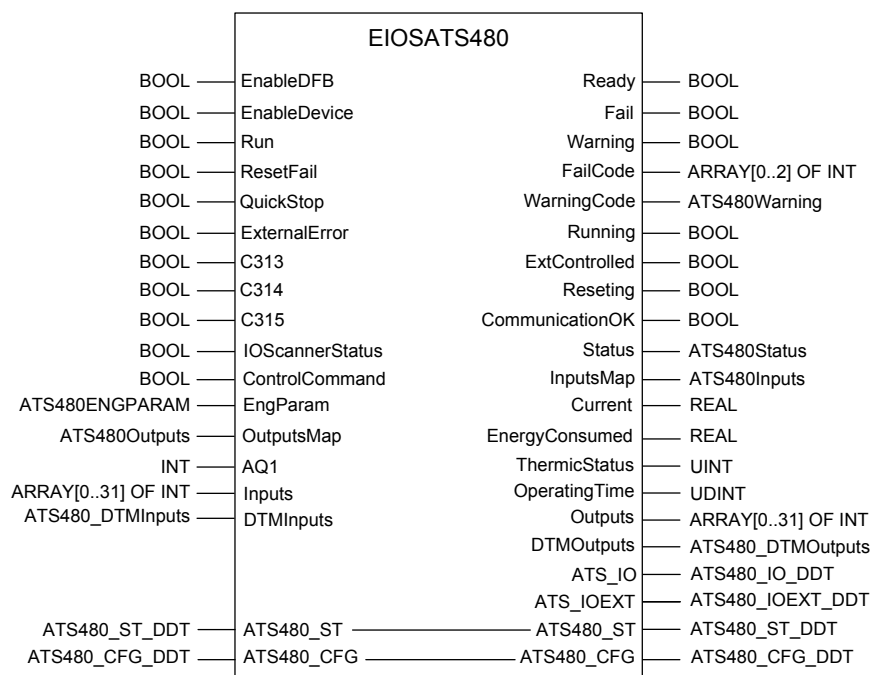 EIOSATS480
BOOL EnableDFB Ready BOOL
BOOL EnableDevice Fail BOOL
BOOL Run Warning BOOL
BOOL ResetFail FailCode ARRAY[0..2] OF INT
BOOL QuickStop WarningCode ATS480Warning
BOOL ExternalError Running BOOL
BOOL C313 ExtControlled BOOL
BOOL C314 Reseting BOOL
BOOL C315 CommunicationOK BOOL
BOOL IOScannerStatus Status ATS480Status
BOOL ControlCommand InputsMap ATS480Inputs
ATS480ENGPARAM EngParam Current REAL
ATS480Outputs OutputsMap EnergyConsumed REAL
INT AQ1 ThermicStatus UINT
ARRAY[0..31] OF INT Inputs OperatingTime UDINT
ATS480_DTMInputs DTMInputs Outputs ARRAY[0..31] OF INT
DTMOutputs ATS480_DTMOutputs
ATS_IO ATS480_IO_DDT
ATS_IOEXT ATS480_IOEXT_DDT
ATS480_ST_DDT ATS480_ST ATS480_ST ATS480_ST_DDT
ATS480_CFG_DDT ATS480_CFG ATS480_CFG ATS480_CFG_DDT